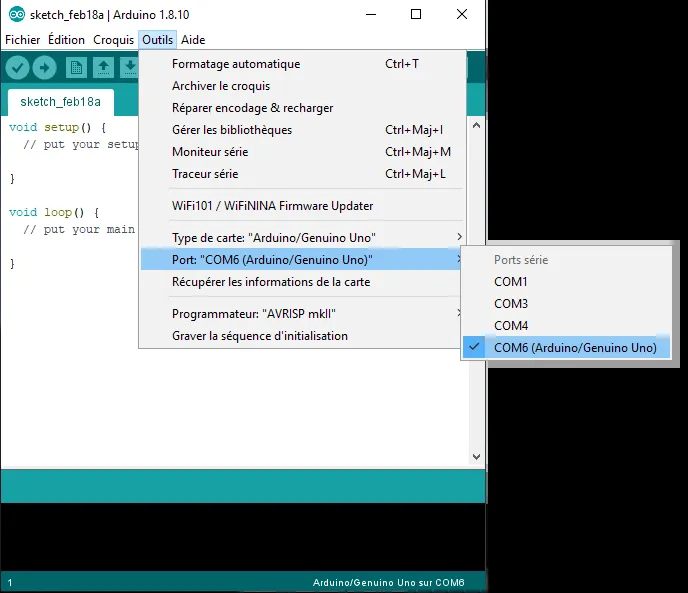 sketch_feb18a | Arduino 1.8.10
Fichier Édition Croquis Outils Aide
sketch_feb18a
void setup() {
// put your setup
}
void loop() {
// put your main
}
Formatage automatique Ctrl+T
Archiver le croquis
Réparer encodage & recharger
Gérer les bibliothèques Ctrl+Maj+I
Moniteur série Ctrl+Maj+M
Traceur série Ctrl+Maj+L
WiFi101 / WiFiNINA Firmware Updater
Type de carte: "Arduino/Genuino Uno"
Port: "COM6 (Arduino/Genuino Uno)"
Récupérer les informations de la carte
Programmateur: "AVRISP mkII"
Graver la séquence d'initialisation
Ports série
COM1
COM3
COM4
COM6 (Arduino/Genuino Uno)
1 Arduino/Genuino Uno sur COM6